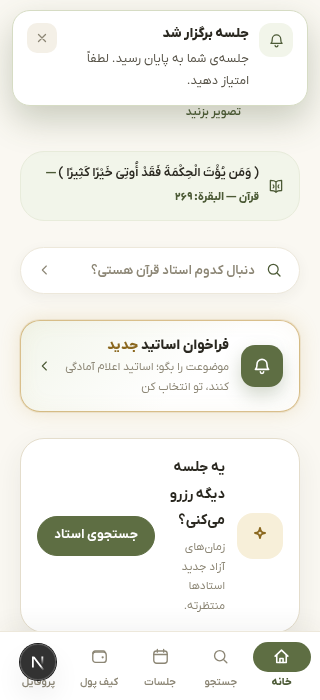 جلسه برگزار شد
جلسه‌ی شما به پایان رسید. لطفاً
امتیاز دهید.
تصویر بزنید
﴿ وَمَن يُؤْتَ الْحِكْمَةَ فَقَدْ أُوتِيَ خَيْرًا كَثِيرًا ﴾ —
قرآن — البقرة: ۲۶۹
دنبال کدوم استاد قرآن هستی؟
فراخوان اساتید جدید
موضوعت را بگو؛ اساتید اعلام آمادگی
کنند، تو انتخاب کن
یه جلسه
دیگه رزرو
می‌کنی؟
زمان‌های
آزاد جدید
استادها
منتظرته.
جستجوی استاد
خانه
جستجو
جلسات
کیف پول
پروفایل
N